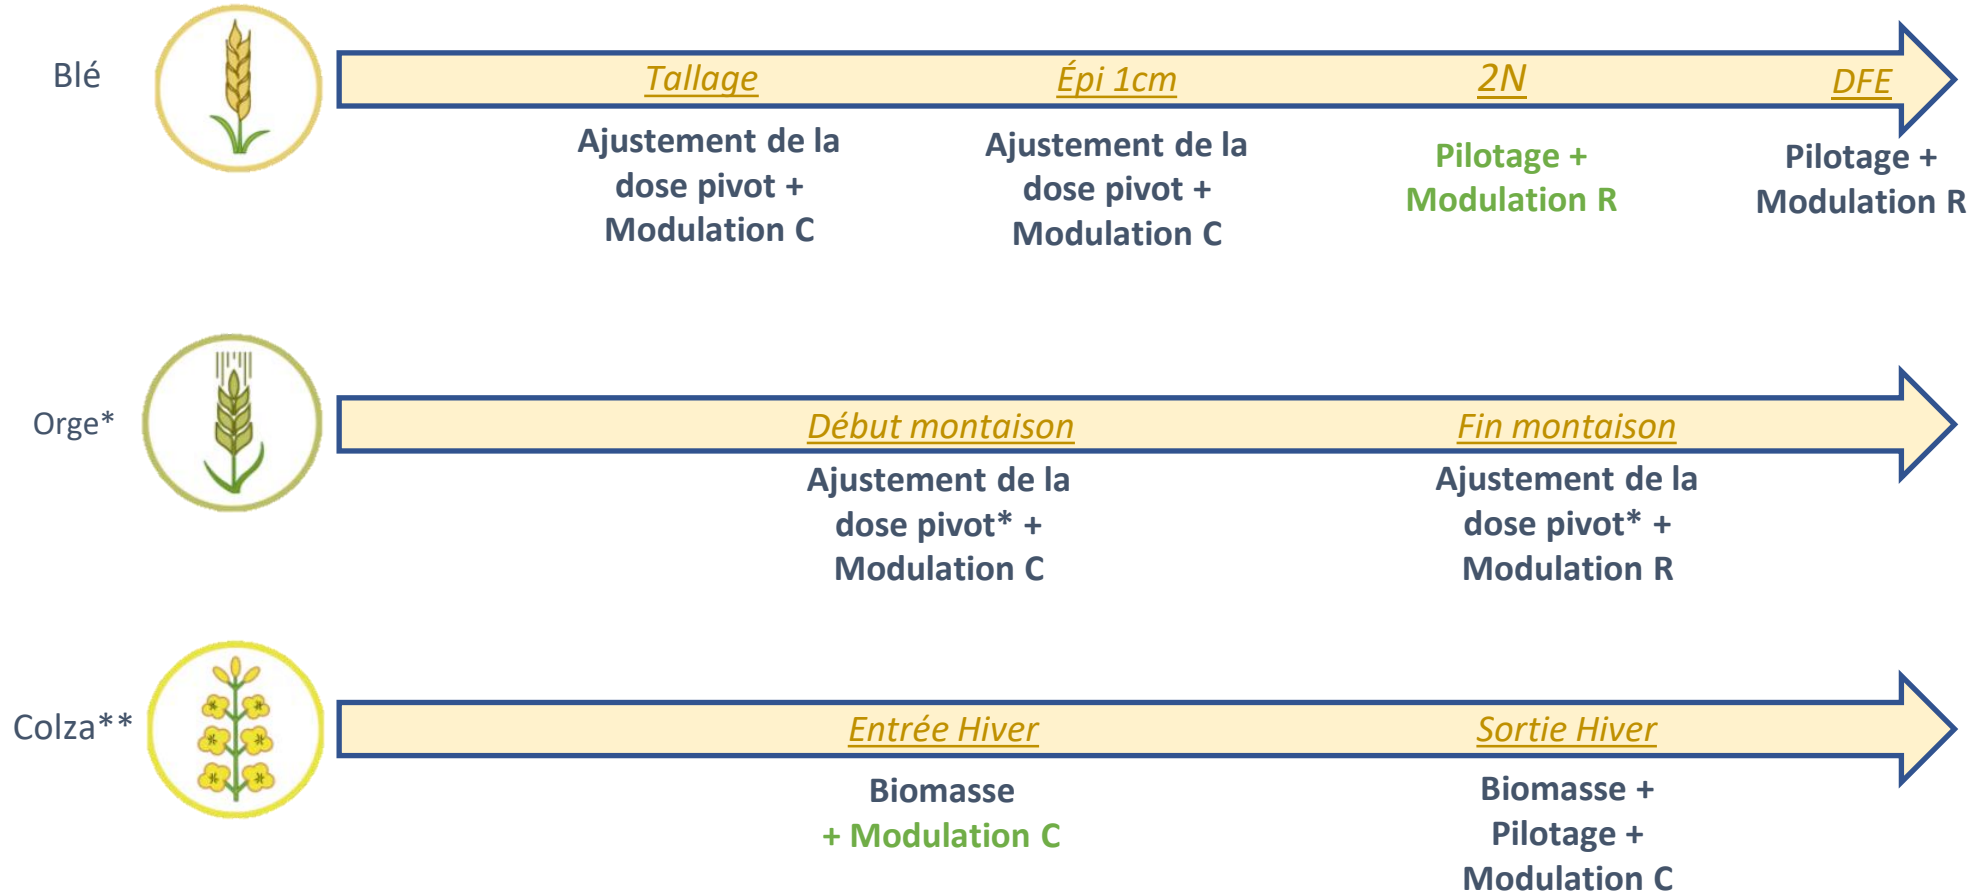 Blé
Tallage
Épi 1cm
2N
DFE
Ajustement de la
dose pivot +
Modulation C
Ajustement de la
dose pivot +
Modulation C
Pilotage +
Modulation R
Pilotage +
Modulation R
Orge*
Début montaison
Fin montaison
Ajustement de la
dose pivot* +
Modulation C
Ajustement de la
dose pivot* +
Modulation R
Colza**
Entrée Hiver
Sortie Hiver
Biomasse
+ Modulation C
Biomasse +
Pilotage +
Modulation C